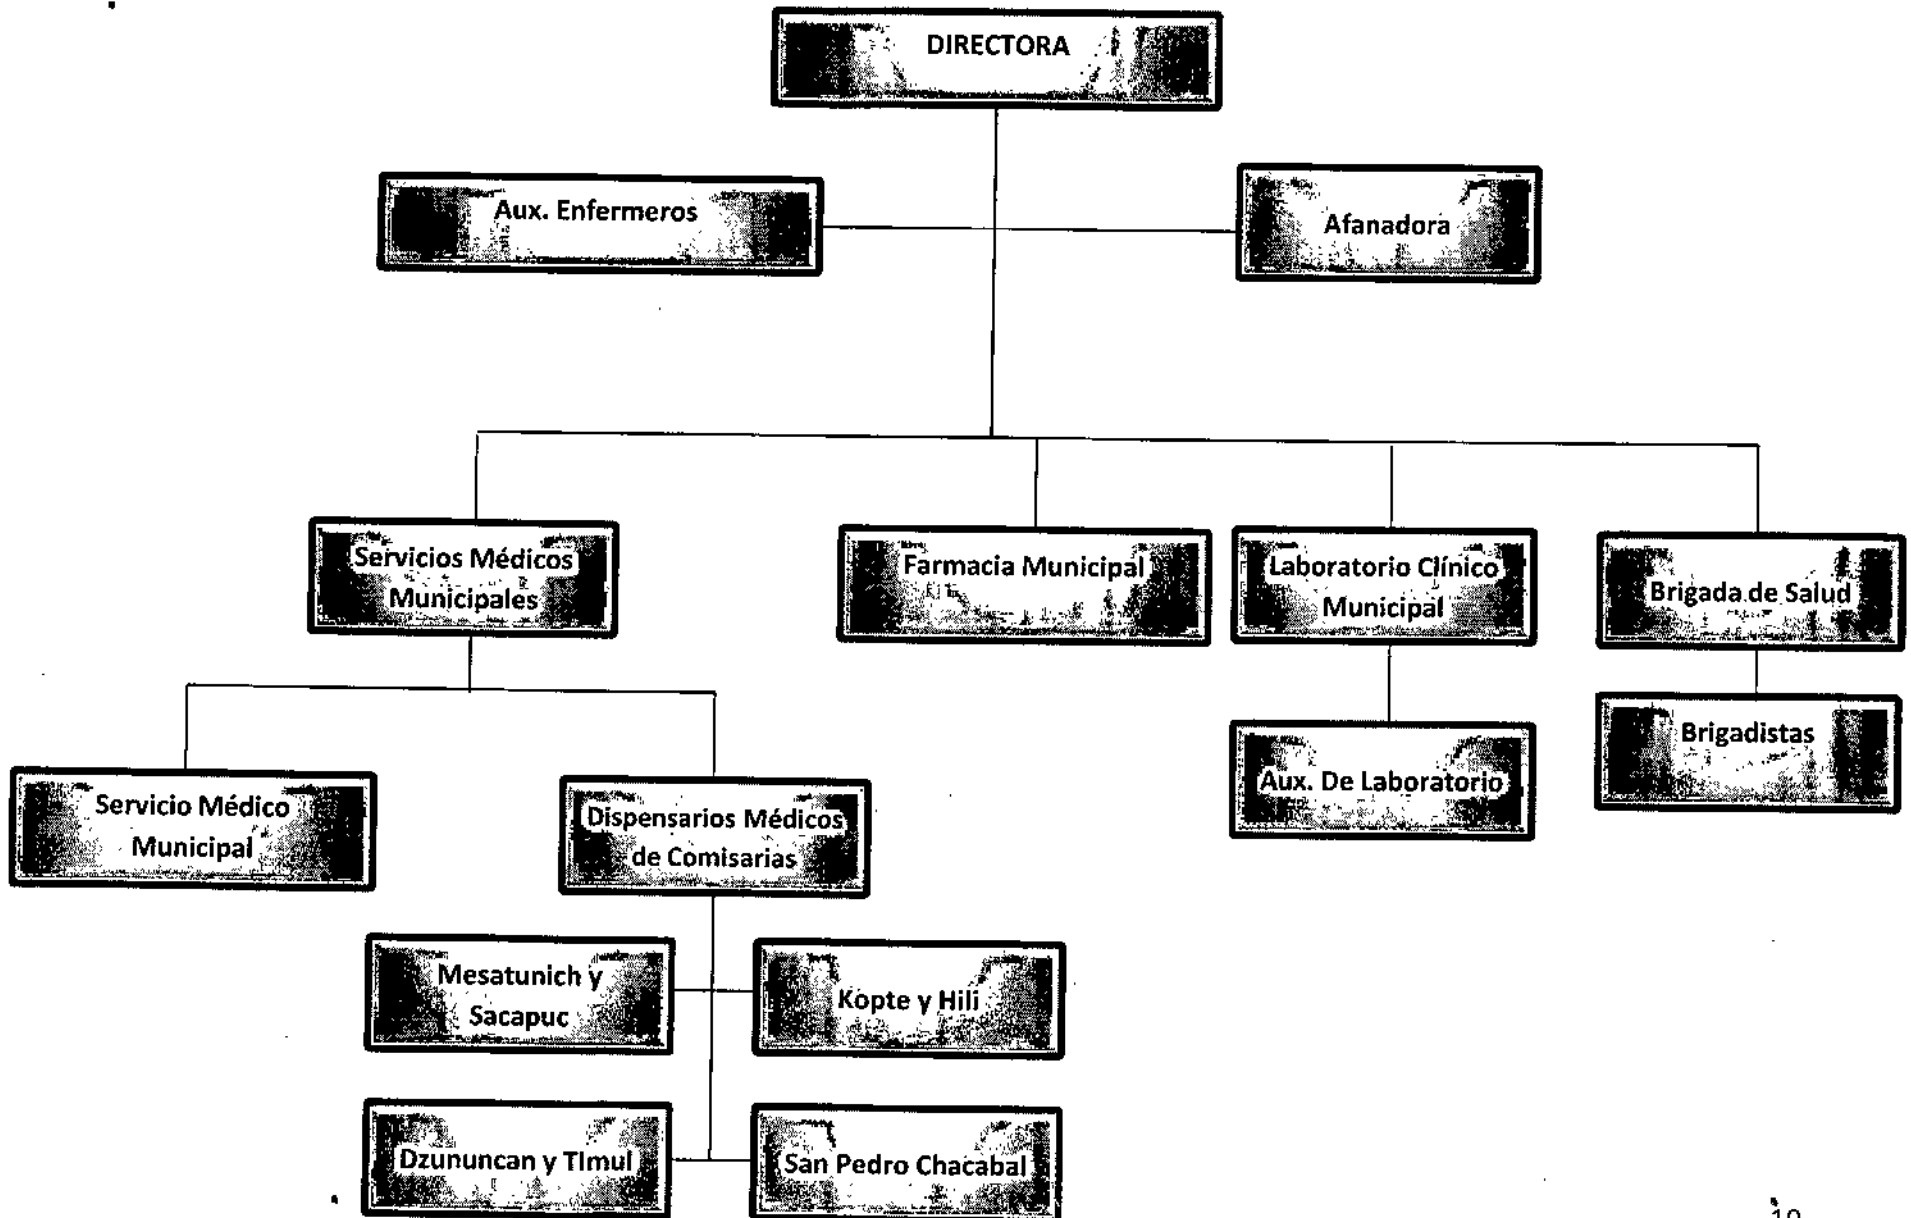 DIRECTORA
Aux. Enfermeros
Afanadora
Servicios Médicos
Municipales
Farmacia Municipal
Laboratorio Clínico
Municipal
Brigada de Salud
Servicio Médico
Municipal
Dispensarios Médicos
de Comisarias
Aux. De Laboratorio
Brigadistas
Mesatunich y
Sacapuc
Kopte y Hili
Dzununcan y TImul
San Pedro Chacabal